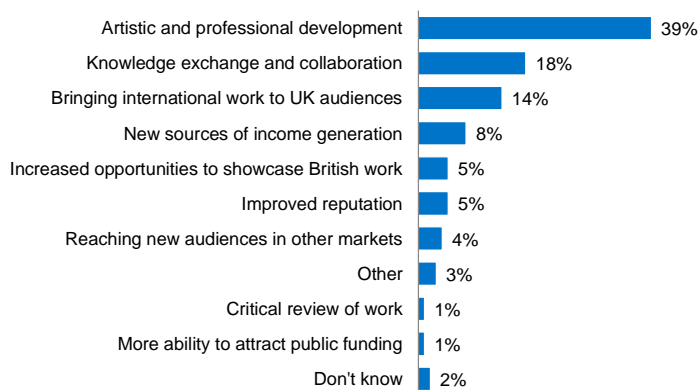 Artistic and professional development 39%
Knowledge exchange and collaboration 18%
Bringing international work to UK audiences 14%
New sources of income generation 8%
Increased opportunities to showcase British work 5%
Improved reputation 5%
Reaching new audiences in other markets 4%
Other 3%
Critical review of work 1%
More ability to attract public funding 1%
Don't know 2%